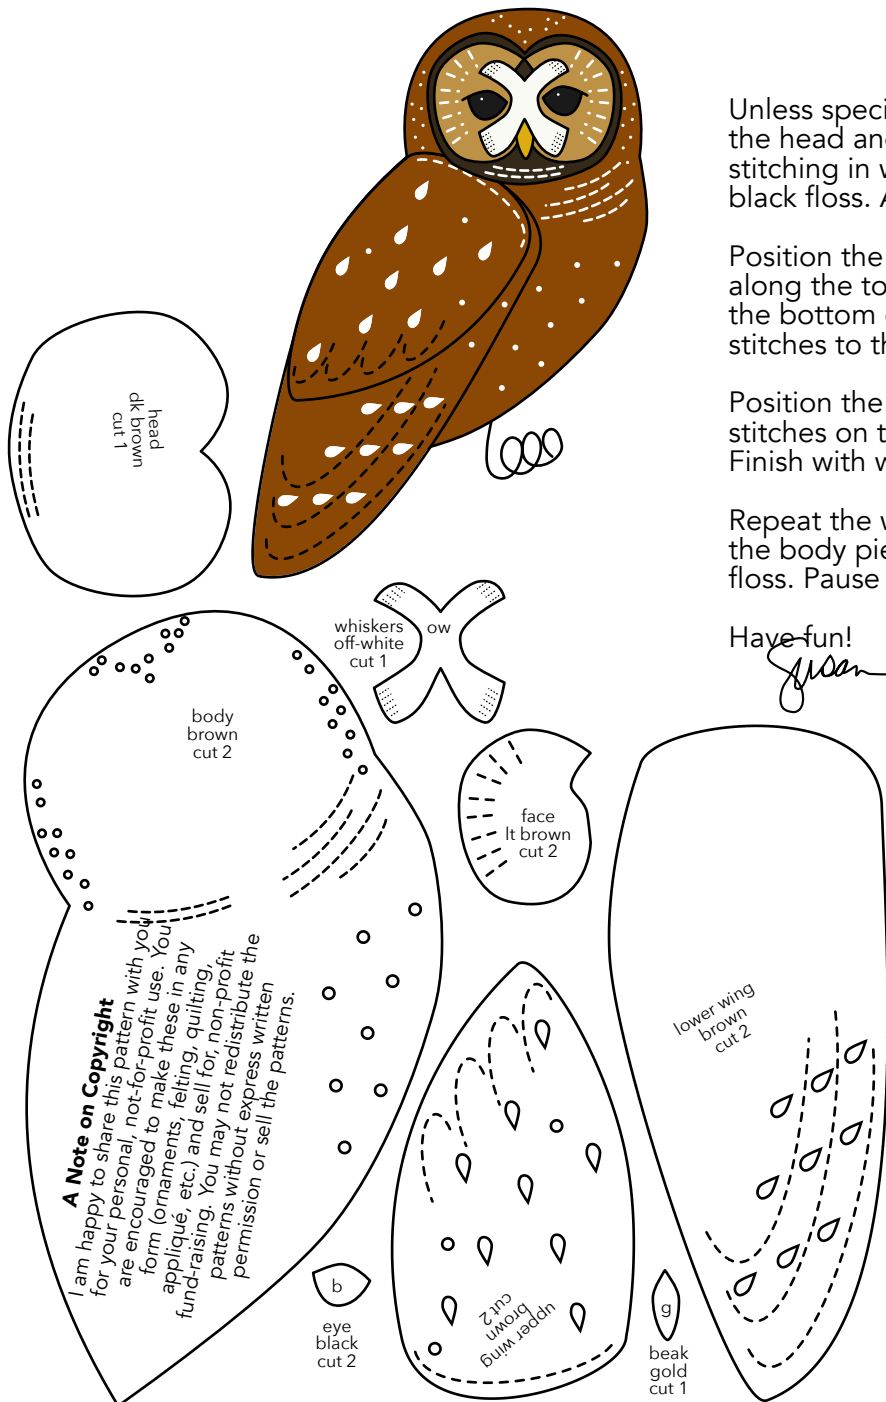 Unless speci
the head and
stitching in w
black floss. A
Position the
along the to
the bottom
stitches to th
Position the
stitches on t
Finish with w
Repeat the w
the body pie
floss. Pause
Have fun!
Susan
head
dk brown
cut 1
whiskers
off-white
cut 1
ow
body
brown
cut 2
face
lt brown
cut 2
lower wing
brown
cut 2
A Note on Copyright
I am happy to share this pattern with you
for your personal, not-for-profit use. You
are encouraged to make these in any
form (ornaments, felting, quilting,
appliqué, etc.) and sell for, non-profit
fund-raising. You may not redistribute the
patterns without express written
permission or sell the patterns.
b
eye
black
cut 2
upper wing
brown
cut 2
g
beak
gold
cut 1